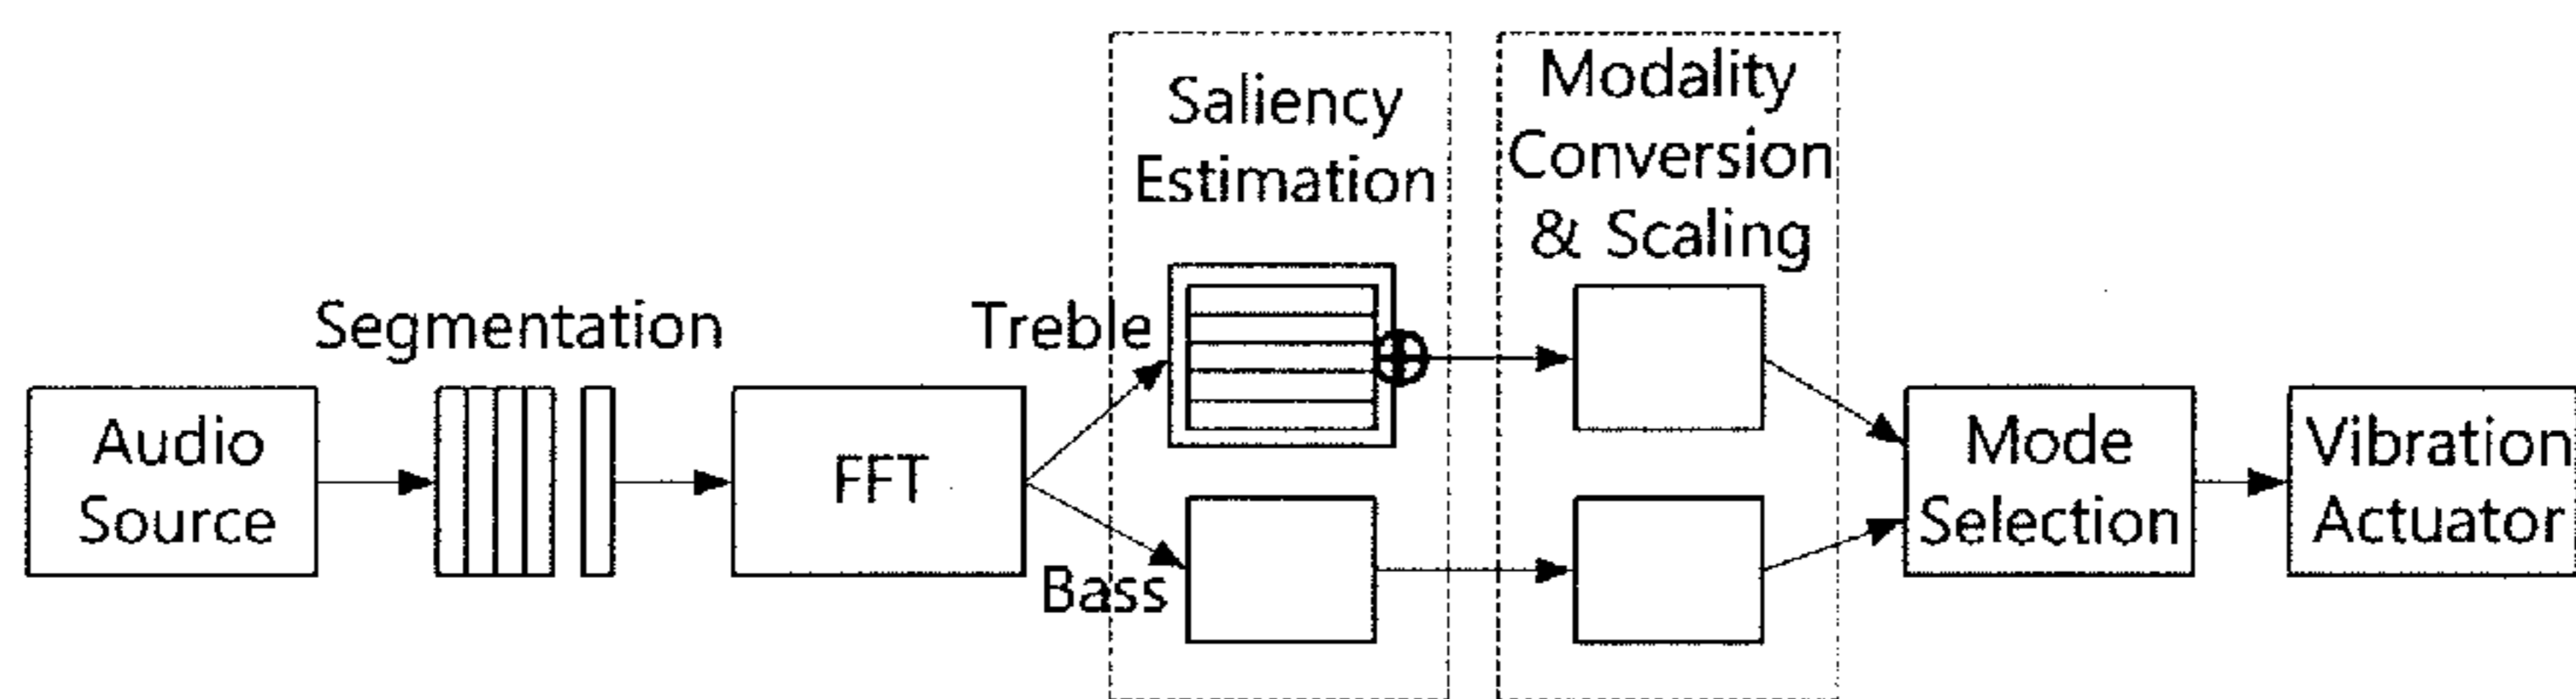 Audio
Source
Segmentation
FFT
Treble
Bass
Saliency
Estimation
Modality
Conversion
& Scaling
Mode
Selection
Vibration
Actuator